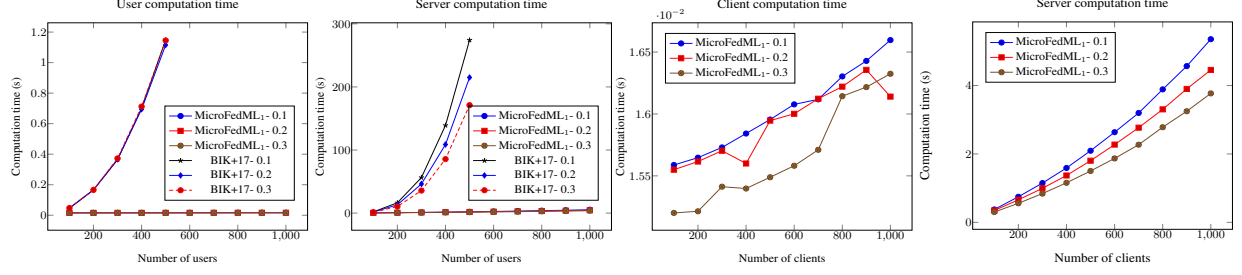 User computation time
Computation time (s)
1.2
1
0.8
0.6
0.4
0.2
0
MicroFedML1- 0.1
MicroFedML1- 0.2
MicroFedML1- 0.3
BIK+17- 0.1
BIK+17- 0.2
BIK+17- 0.3
200 400 600 800 1,000
Number of users
Server computation time
Computation time (s)
300
200
100
0
MicroFedML1- 0.1
MicroFedML1- 0.2
MicroFedML1- 0.3
BIK+17- 0.1
BIK+17- 0.2
BIK+17- 0.3
200 400 600 800 1,000
Number of users
Client computation time
·10−2
Computation time (s)
1.65
1.6
1.55
MicroFedML1- 0.1
MicroFedML1- 0.2
MicroFedML1- 0.3
200 400 600 800 1,000
Number of clients
Server computation time
Computation time (s)
4
2
0
MicroFedML1- 0.1
MicroFedML1- 0.2
MicroFedML1- 0.3
200 400 600 800 1,000
Number of clients